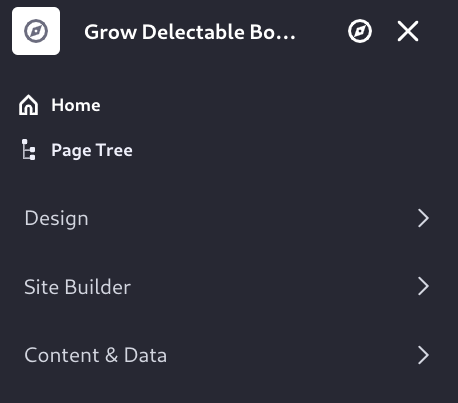 Grow Delectable Bo...
Home
Page Tree
Design
Site Builder
Content & Data